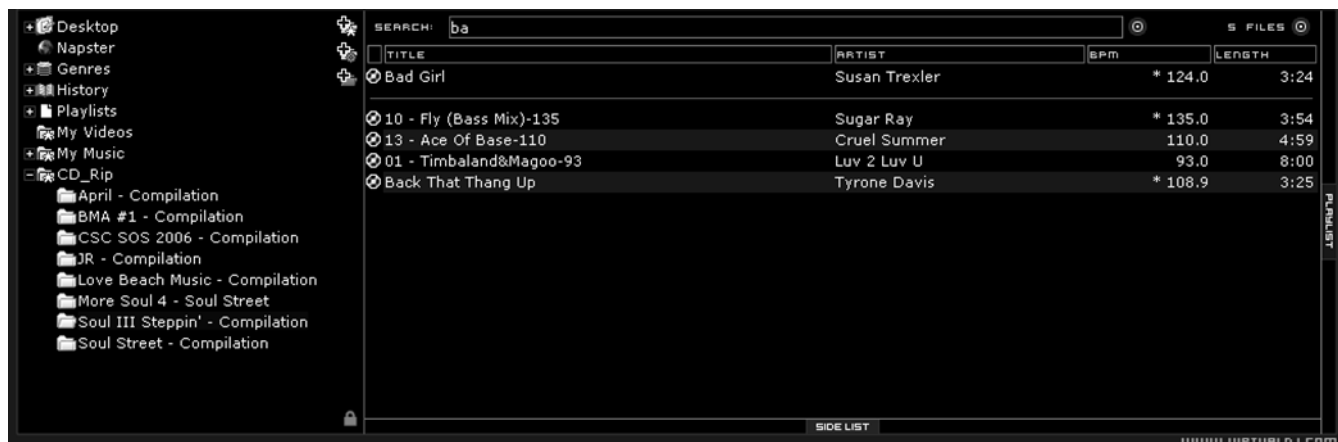 Desktop
Napster
Genres
History
Playlists
My Videos
My Music
CD_Rip
April - Compilation
BMA #1 - Compilation
CSC SOS 2006 - Compilation
JR - Compilation
Love Beach Music - Compilation
More Soul 4 - Soul Street
Soul III Steppin' - Compilation
Soul Street - Compilation
SEARCH: ba 5 FILES
TITLE ARTIST BPM LENGTH
Bad Girl Susan Trexler * 124.0 3:24
10 - Fly (Bass Mix)-135 Sugar Ray * 135.0 3:54
13 - Ace Of Base-110 Cruel Summer 110.0 4:59
01 - Timbaland&Magoo-93 Luv 2 Luv U 93.0 8:00
Back That Thang Up Tyrone Davis * 108.9 3:25
PLAYLIST
SIDE LIST